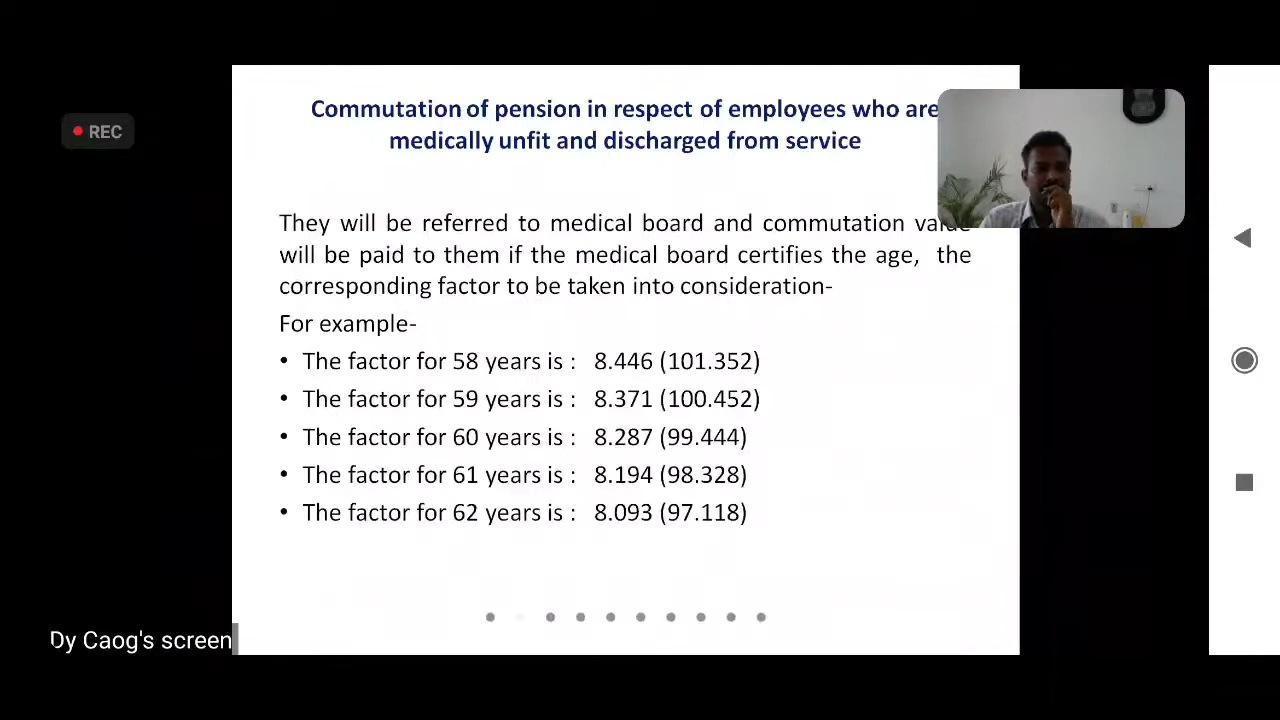 Commutation of pension in respect of employees who are
medically unfit and discharged from service
REC
They will be referred to medical board and commutation value
will be paid to them if the medical board certifies the age, the
corresponding factor to be taken into consideration-
For example-
• The factor for 58 years is : 8.446 (101.352)
• The factor for 59 years is : 8.371 (100.452)
• The factor for 60 years is : 8.287 (99.444)
• The factor for 61 years is : 8.194 (98.328)
• The factor for 62 years is : 8.093 (97.118)
Dy Caog's screen